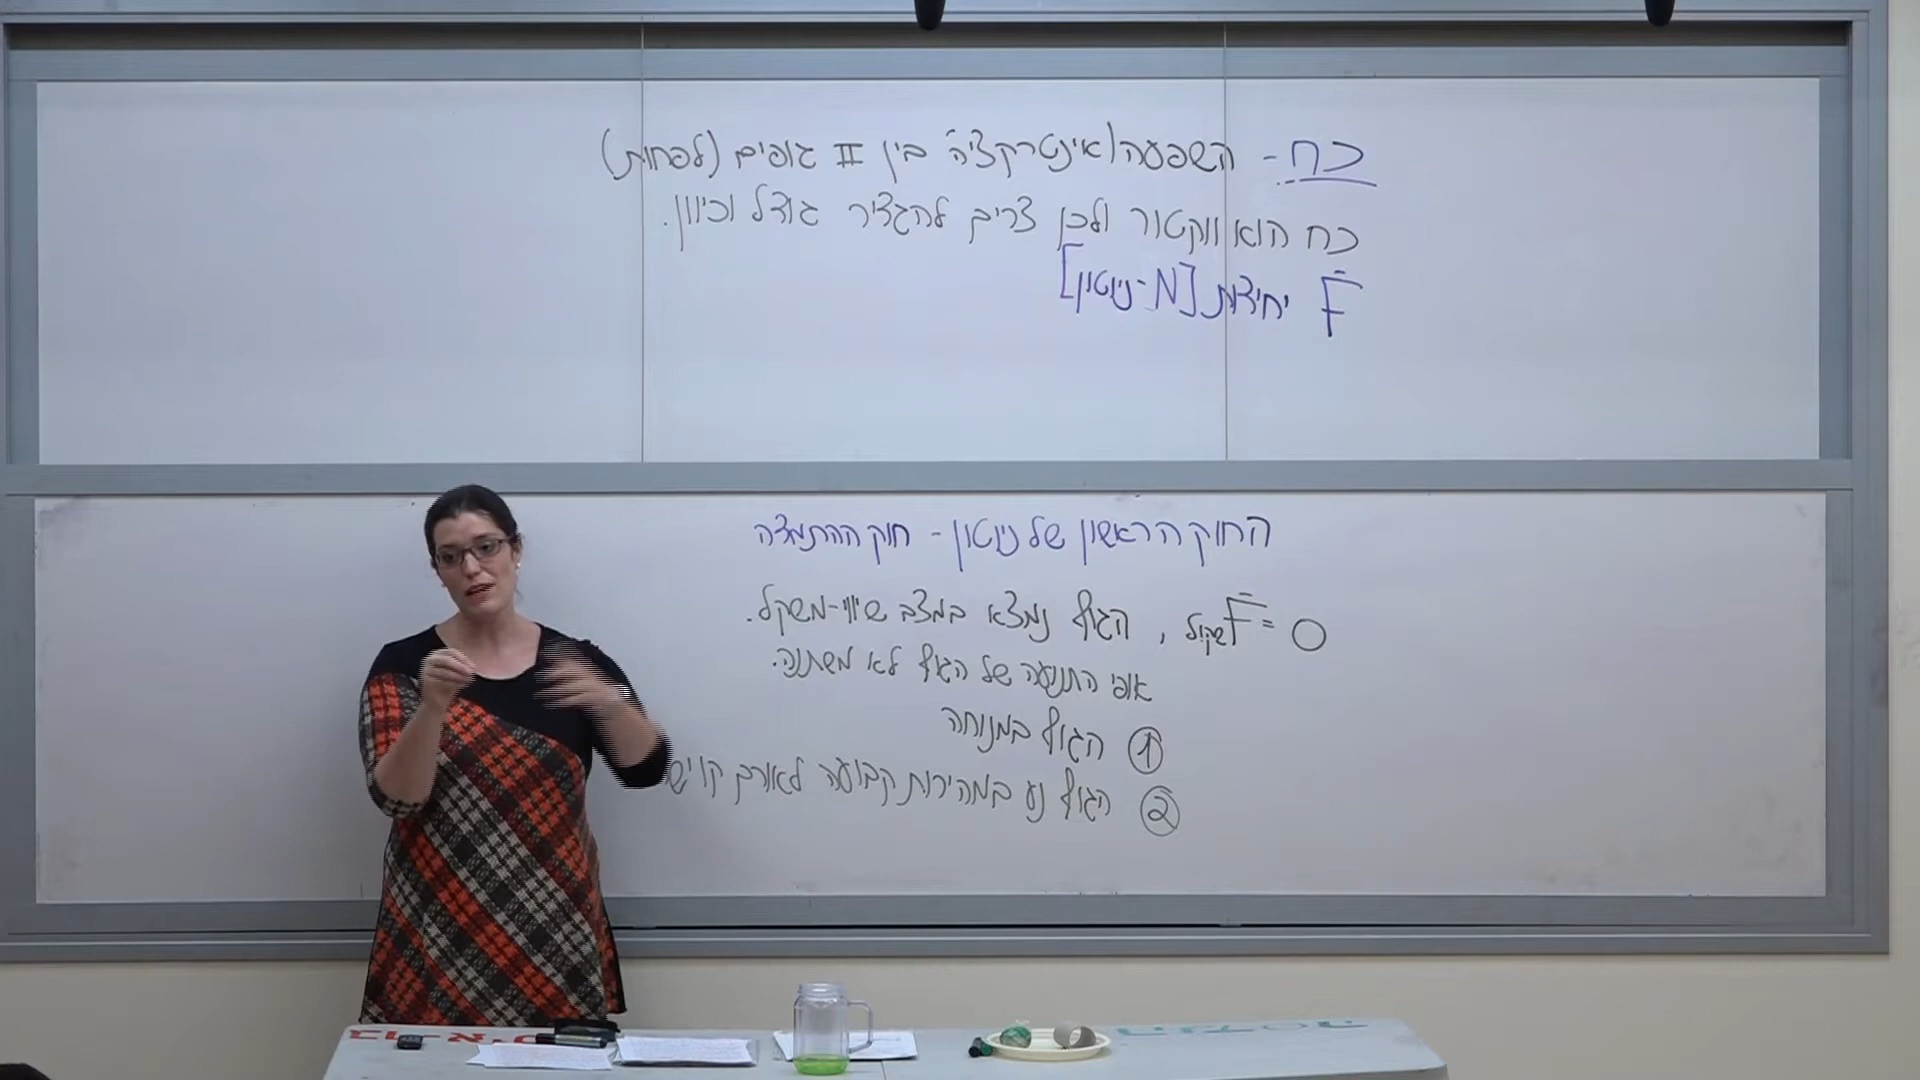 כח - השפעה/אינטרקציה בין II גופים (לפחות)
כח הוא ווקטור ולכן צריך להגדיר גודל וכיוון.
F̄ יחידות [N-ניוטון]
החוק הראשון של ניוטון - חוק ההתמדה
F̄שקול = 0 , הגוף נמצא במצב שיווי-משקל.
אופי התנועה של הגוף לא משתנה.
① הגוף במנוחה
② הגוף נע במהירות קבועה לאורך קו יש